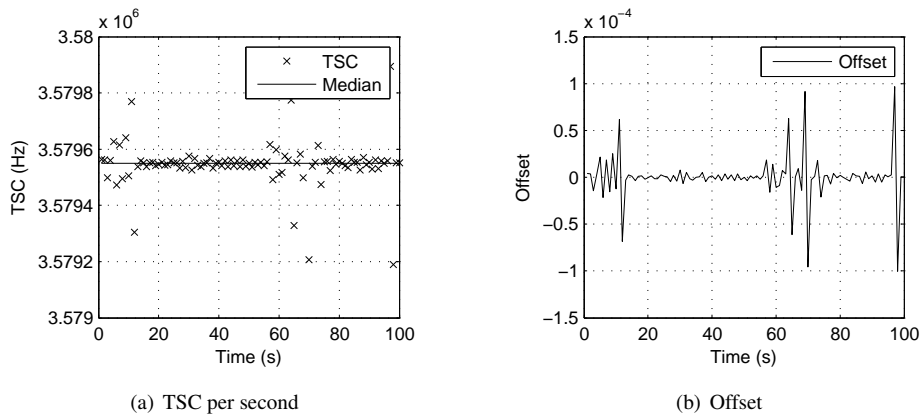 x 10⁶
3.58
3.5798
3.5796
3.5794
3.5792
3.579
TSC (Hz)
TSC
Median
0 20 40 60 80 100
Time (s)
(a) TSC per second
x 10⁻⁴
1.5
1
0.5
0
−0.5
−1
−1.5
Offset
Offset
0 20 40 60 80 100
Time (s)
(b) Offset